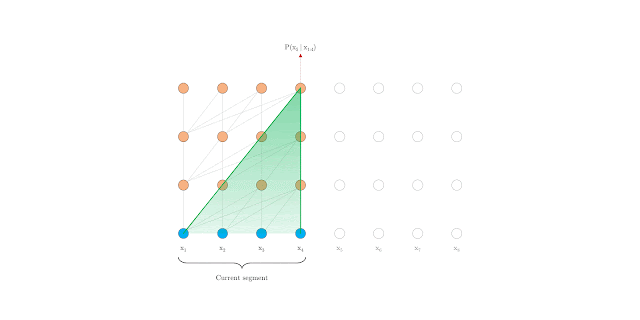 P(x₅ | x₁:₄)
x₁ x₂ x₃ x₄ x₅ x₆ x₇ x₈
Current segment